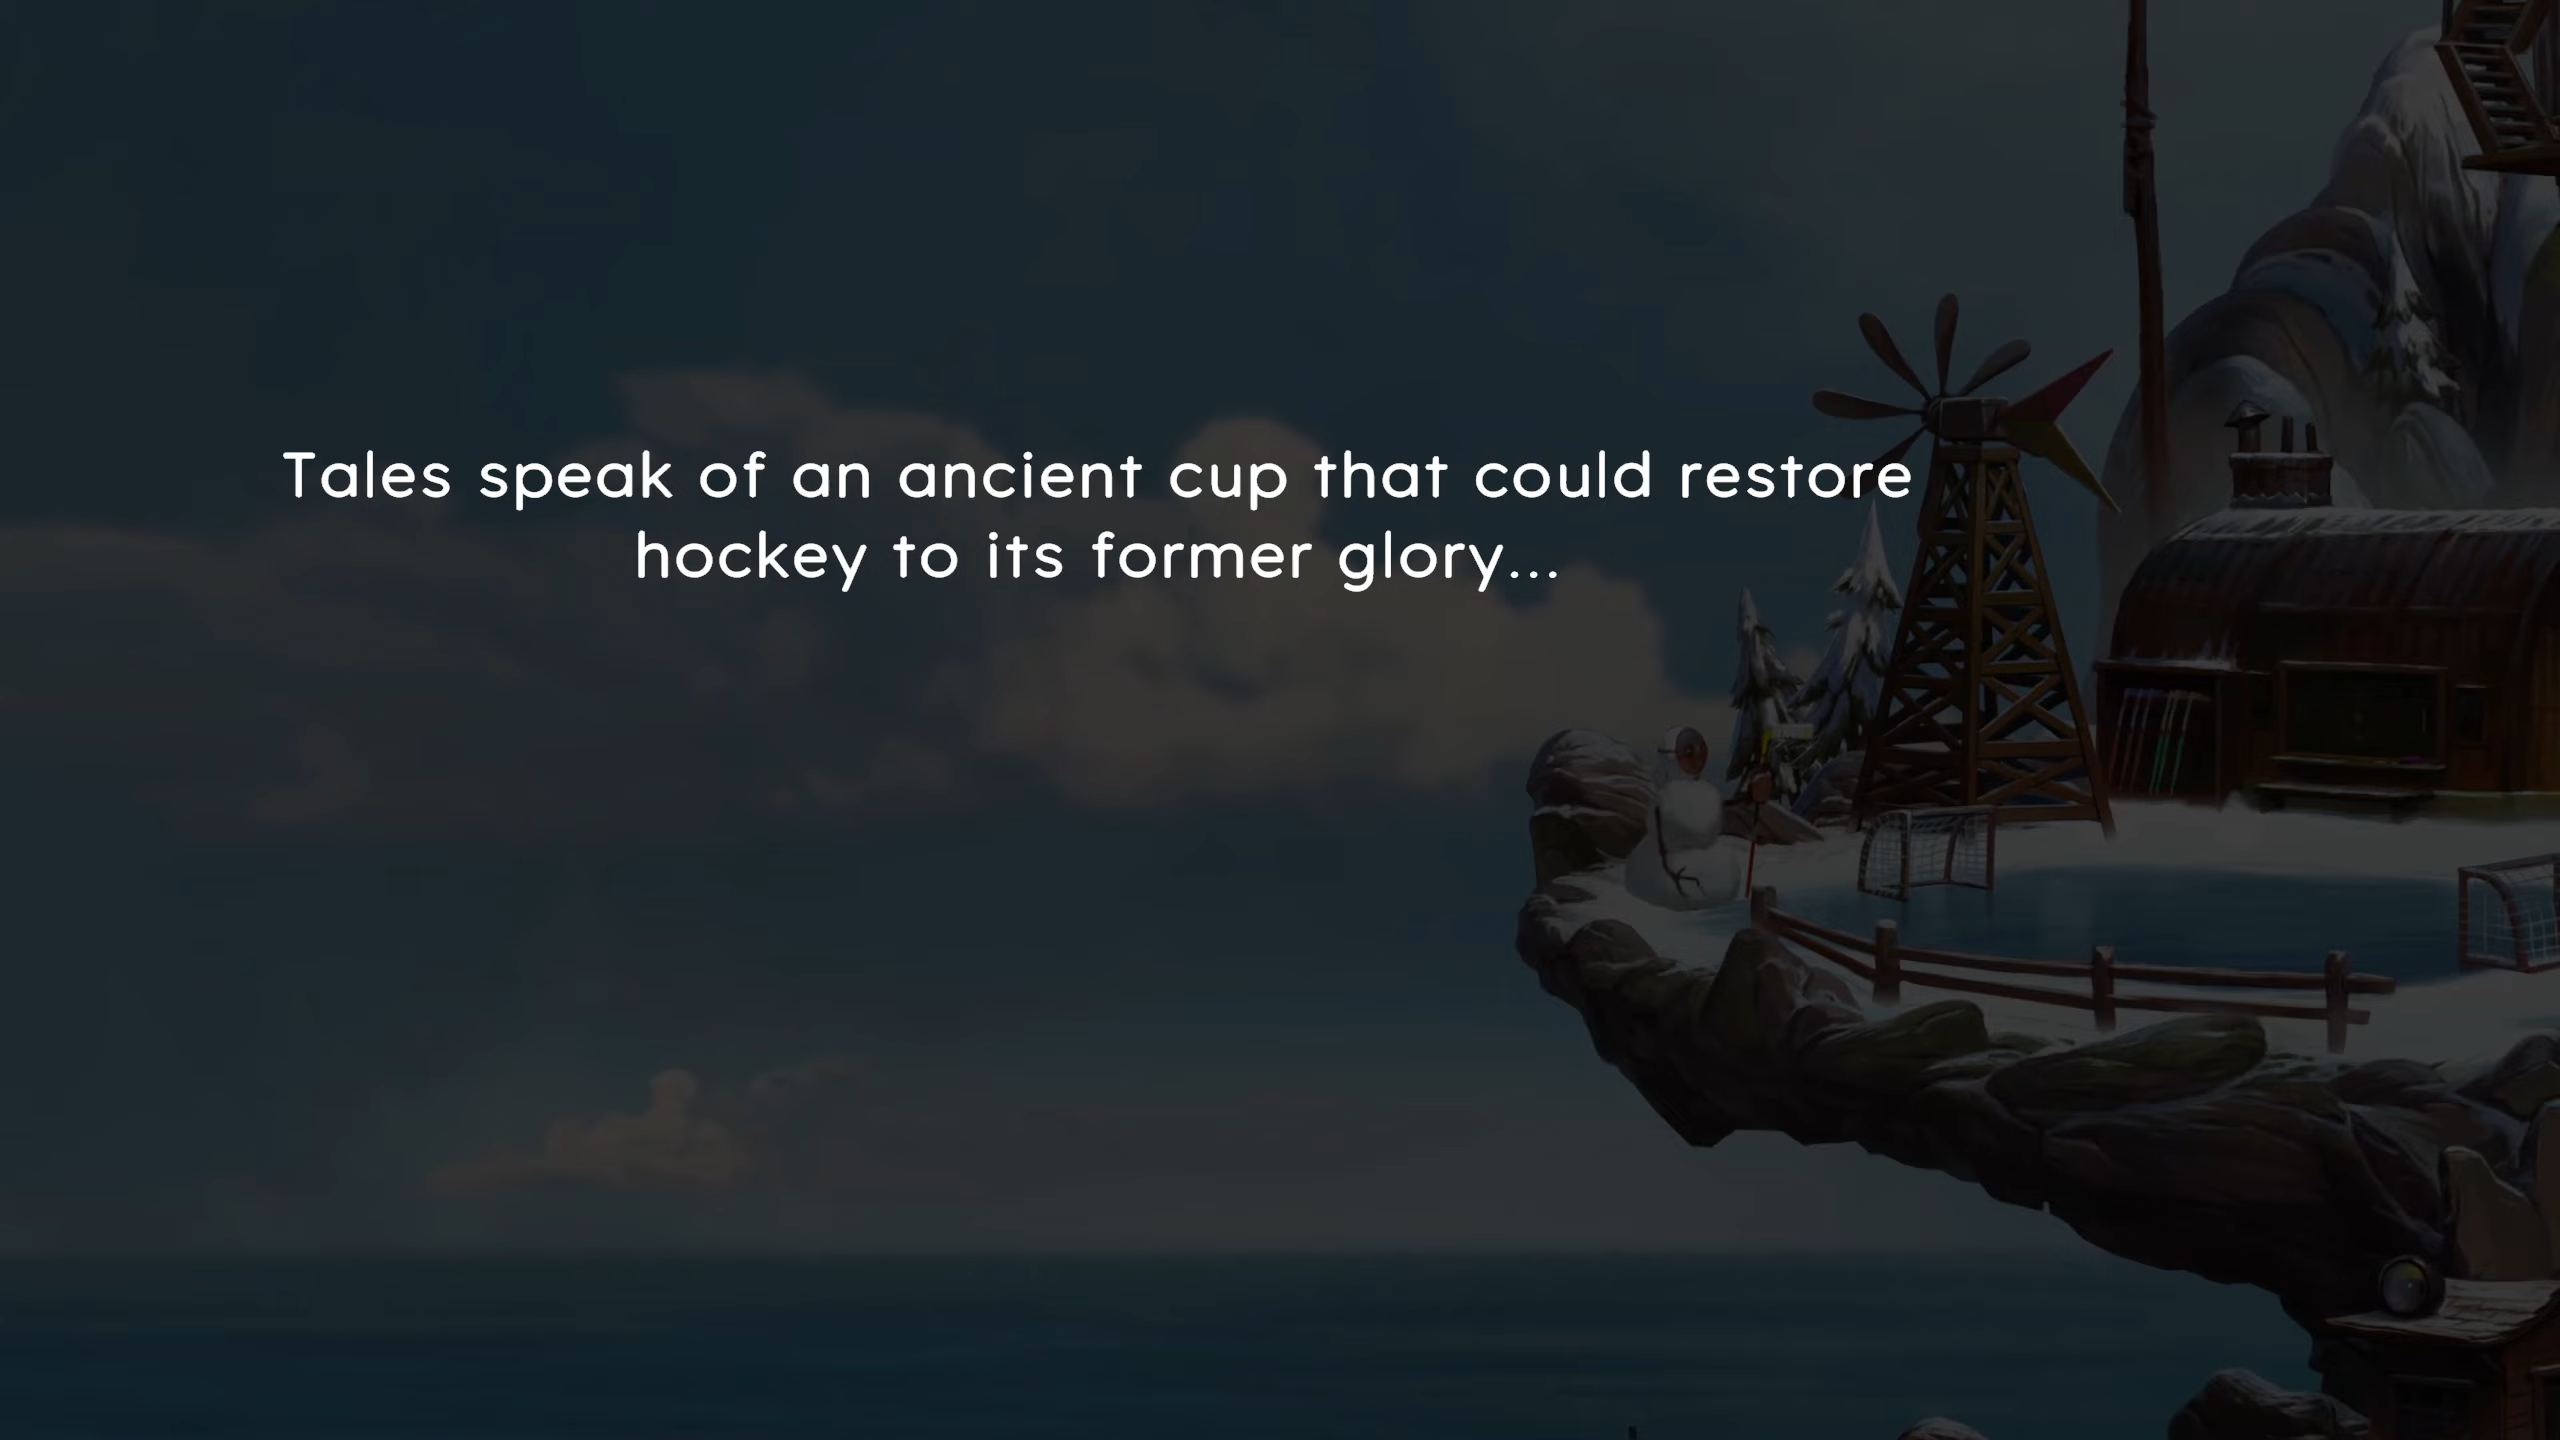 Tales speak of an ancient cup that could restore
hockey to its former glory...